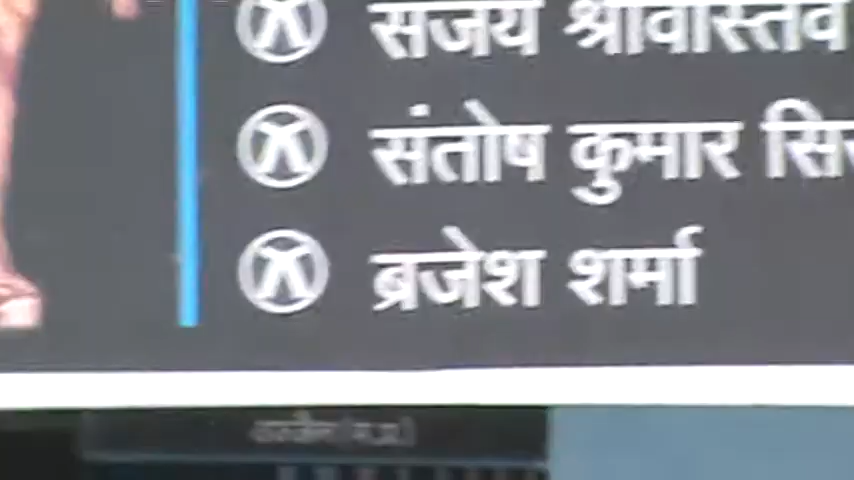 संजय श्रीवास्तव
संतोष कुमार
ब्रजेश शर्मा